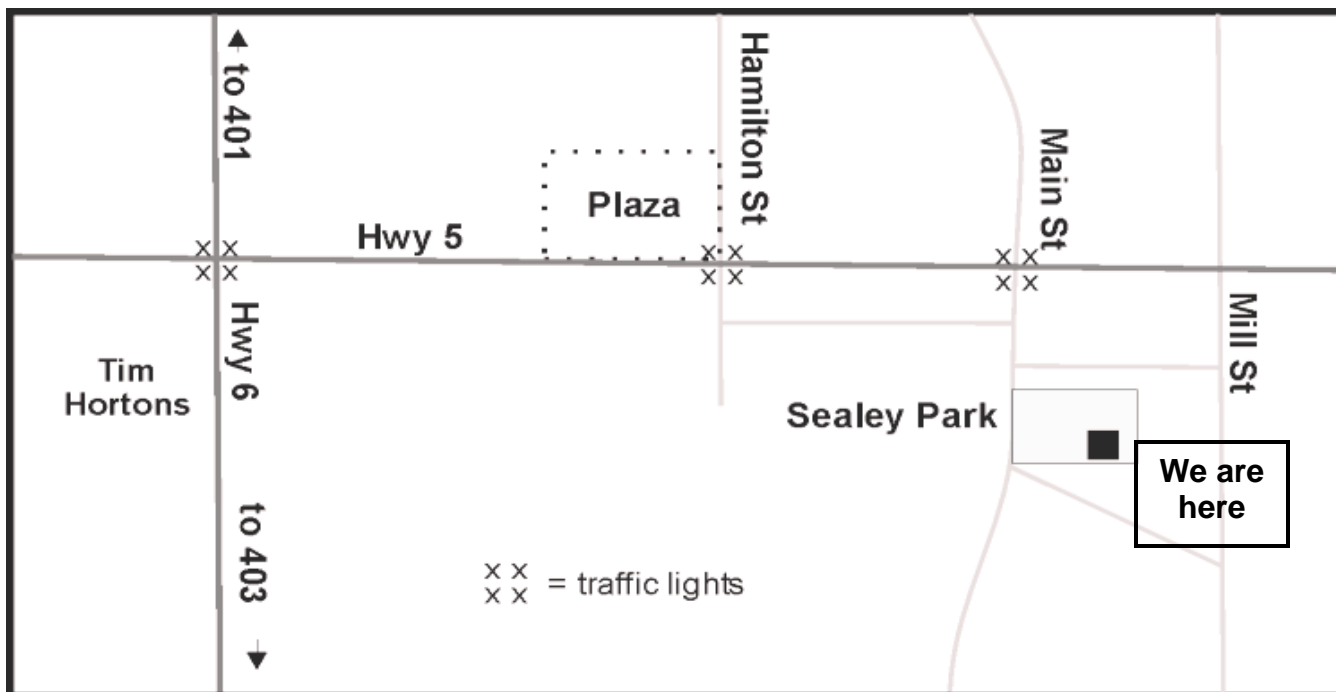 to 401
Hamilton St
Main St
Plaza
Hwy 5
x x
x x
x x
x x
x x
x x
Hwy 6
Mill St
Tim
Hortons
Sealey Park
We are
here
to 403
x x
x x = traffic lights